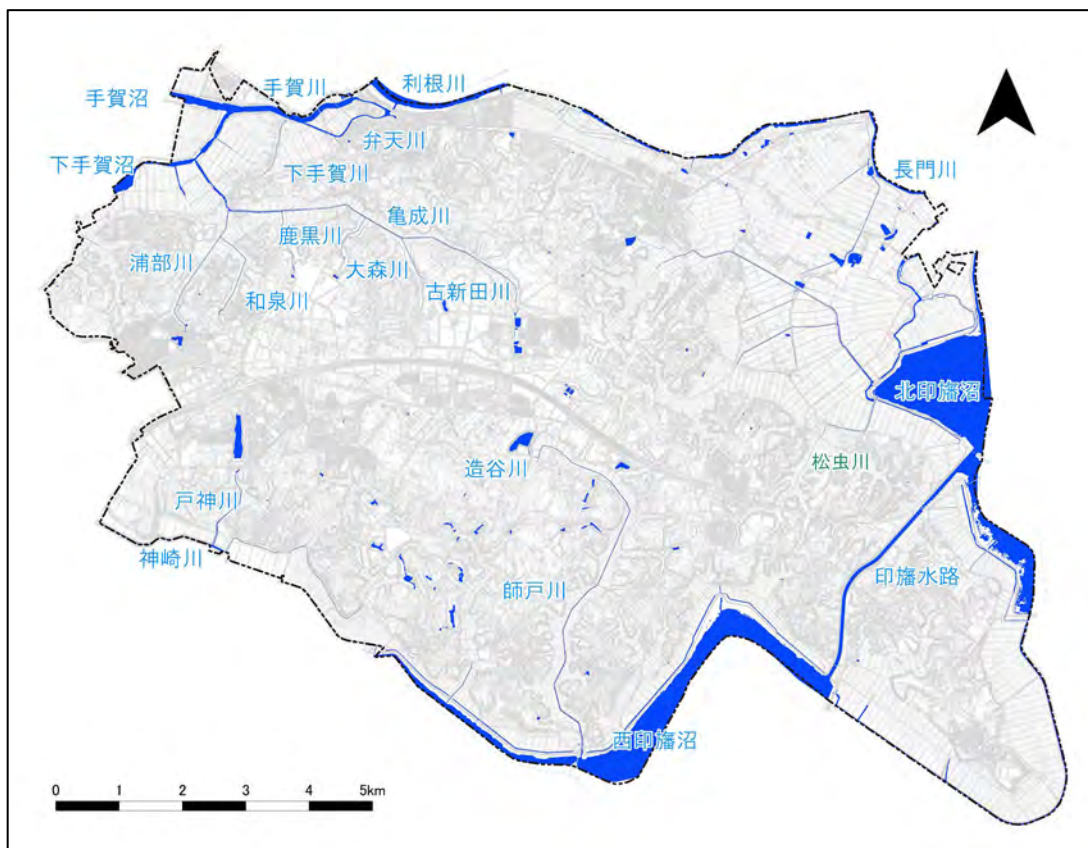 手賀川
利根川
手賀沼
弁天川
下手賀沼
下手賀川
長門川
亀成川
鹿黒川
浦部川
大森川
和泉川
古新田川
北印旛沼
造谷川
松虫川
戸神川
神崎川
師戸川
印旛水路
西印旛沼
0 1 2 3 4 5km